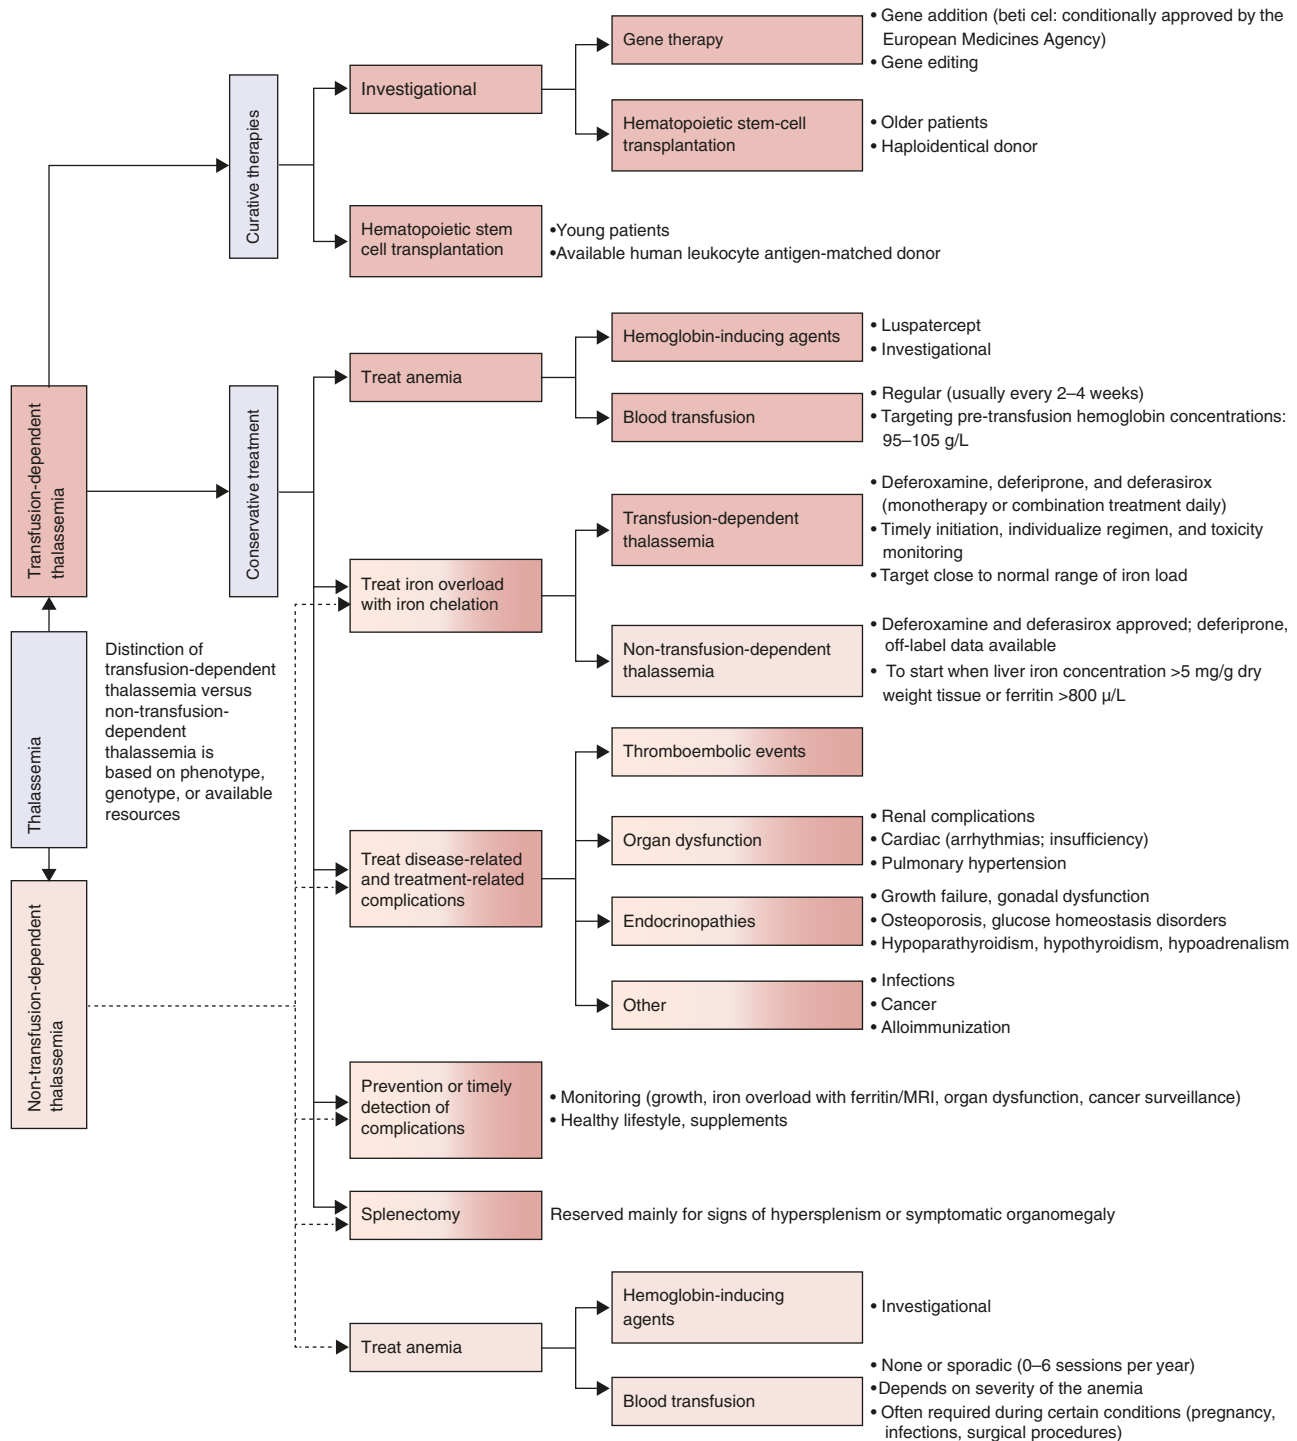 Thalassemia
Distinction of
transfusion-dependent
thalassemia versus
non-transfusion-
dependent
thalassemia is
based on phenotype,
genotype, or available
resources
Transfusion-dependent
thalassemia
Curative therapies
Investigational
Gene therapy
• Gene addition (beti cel: conditionally approved by the
European Medicines Agency)
• Gene editing
Hematopoietic stem-cell
transplantation
• Older patients
• Haploidentical donor
Hematopoietic stem
cell transplantation
•Young patients
•Available human leukocyte antigen-matched donor
Conservative treatment
Treat anemia
Hemoglobin-inducing agents
• Luspatercept
• Investigational
Blood transfusion
• Regular (usually every 2–4 weeks)
• Targeting pre-transfusion hemoglobin concentrations:
95–105 g/L
Treat iron overload
with iron chelation
Transfusion-dependent
thalassemia
• Deferoxamine, deferiprone, and deferasirox
(monotherapy or combination treatment daily)
• Timely initiation, individualize regimen, and toxicity
monitoring
• Target close to normal range of iron load
Non-transfusion-dependent
thalassemia
• Deferoxamine and deferasirox approved; deferiprone,
off-label data available
• To start when liver iron concentration >5 mg/g dry
weight tissue or ferritin >800 µ/L
Treat disease-related
and treatment-related
complications
Thromboembolic events
Organ dysfunction
• Renal complications
• Cardiac (arrhythmias; insufficiency)
• Pulmonary hypertension
Endocrinopathies
• Growth failure, gonadal dysfunction
• Osteoporosis, glucose homeostasis disorders
• Hypoparathyroidism, hypothyroidism, hypoadrenalism
Other
• Infections
• Cancer
• Alloimmunization
Prevention or timely
detection of
complications
• Monitoring (growth, iron overload with ferritin/MRI, organ dysfunction, cancer surveillance)
• Healthy lifestyle, supplements
Splenectomy
Reserved mainly for signs of hypersplenism or symptomatic organomegaly
Non-transfusion-dependent
thalassemia
Treat anemia
Hemoglobin-inducing
agents
• Investigational
Blood transfusion
• None or sporadic (0–6 sessions per year)
•Depends on severity of the anemia
• Often required during certain conditions (pregnancy,
infections, surgical procedures)